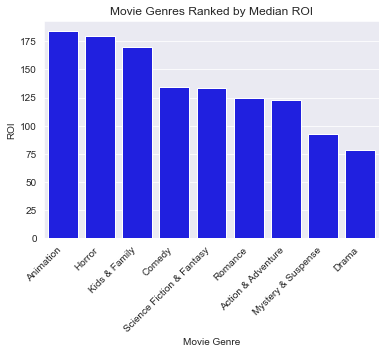 Movie Genres Ranked by Median ROI
ROI
175
150
125
100
75
50
25
0
Animation
Horror
Kids & Family
Comedy
Science Fiction & Fantasy
Romance
Action & Adventure
Mystery & Suspense
Drama
Movie Genre